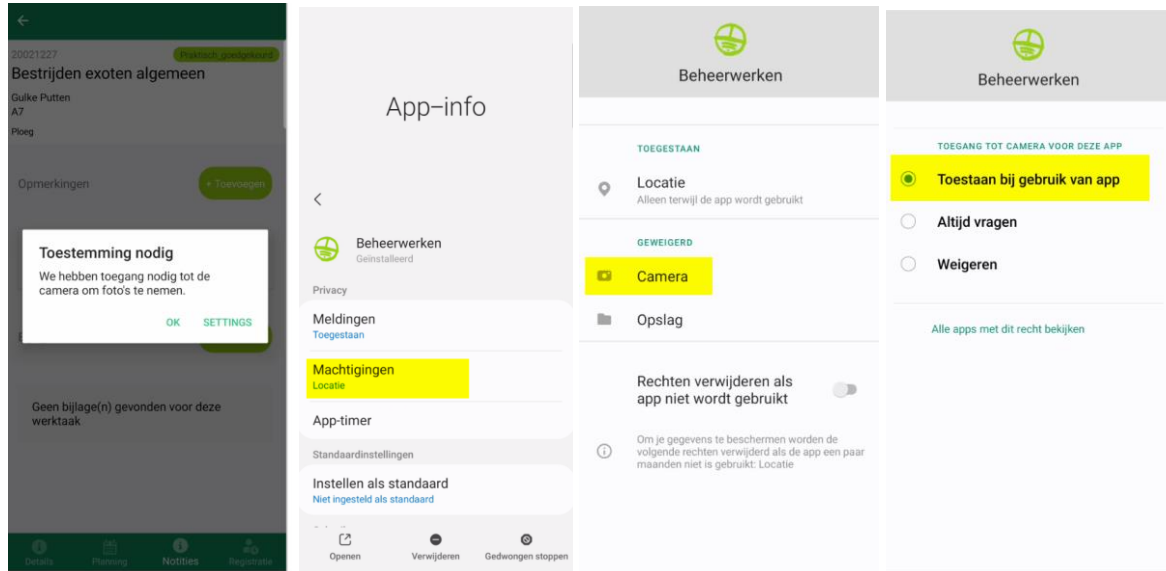 20021227
Praktisch_goedgekeurd
Bestrijden exoten algemeen
Gulke Putten
A7
Ploeg
Opmerkingen
+ Toevoegen
Toestemming nodig
We hebben toegang nodig tot de
camera om foto's te nemen.
OK SETTINGS
Geen bijlage(n) gevonden voor deze
werktaak
Details Planning Notities Registratie
App-info
Beheerwerken
Geïnstalleerd
Privacy
Meldingen
Toegestaan
Machtigingen
Locatie
App-timer
Standaardinstellingen
Instellen als standaard
Niet ingesteld als standaard
Openen Verwijderen Gedwongen stoppen
Beheerwerken
TOEGESTAAN
Locatie
Alleen terwijl de app wordt gebruikt
GEWEIGERD
Camera
Opslag
Rechten verwijderen als
app niet wordt gebruikt
Om je gegevens te beschermen worden de
volgende rechten verwijderd als de app een paar
maanden niet is gebruikt: Locatie
Beheerwerken
TOEGANG TOT CAMERA VOOR DEZE APP
Toestaan bij gebruik van app
Altijd vragen
Weigeren
Alle apps met dit recht bekijken